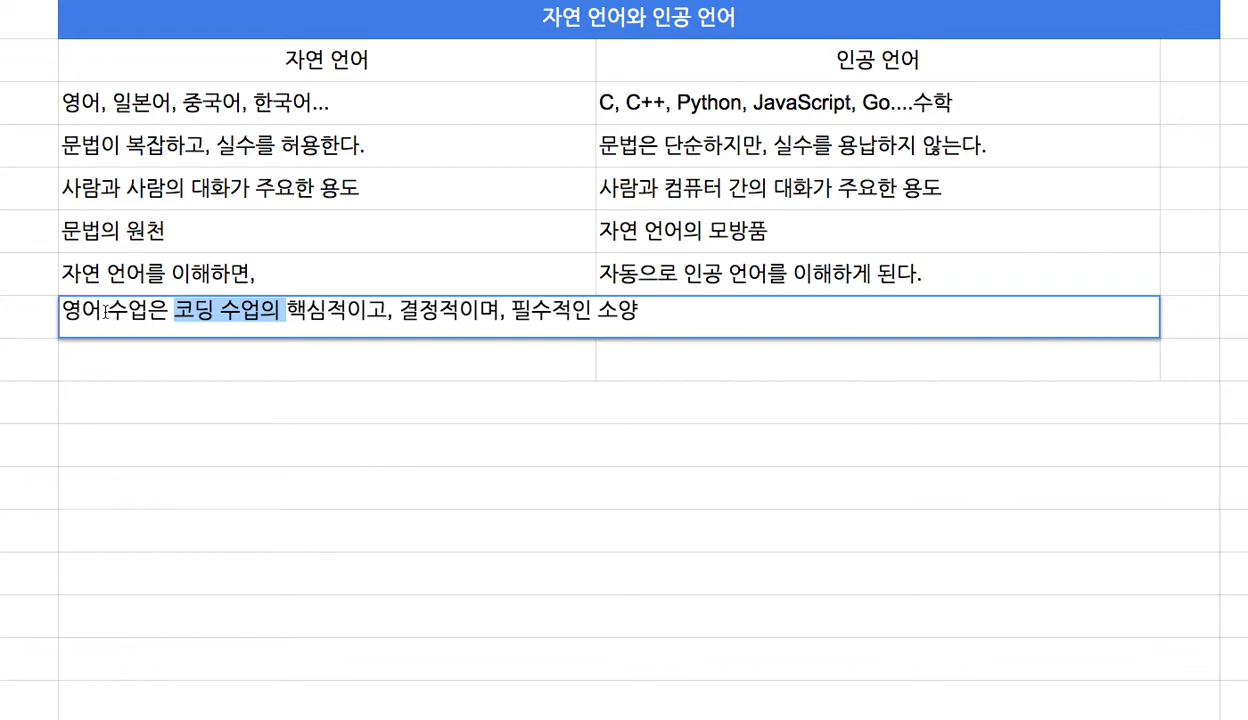 자연 언어와 인공 언어
자연 언어
인공 언어
영어, 일본어, 중국어, 한국어...
C, C++, Python, JavaScript, Go....수학
문법이 복잡하고, 실수를 허용한다.
문법은 단순하지만, 실수를 용납하지 않는다.
사람과 사람의 대화가 주요한 용도
사람과 컴퓨터 간의 대화가 주요한 용도
문법의 원천
자연 언어의 모방품
자연 언어를 이해하면,
자동으로 인공 언어를 이해하게 된다.
영어 수업은 코딩 수업의 핵심적이고, 결정적이며, 필수적인 소양